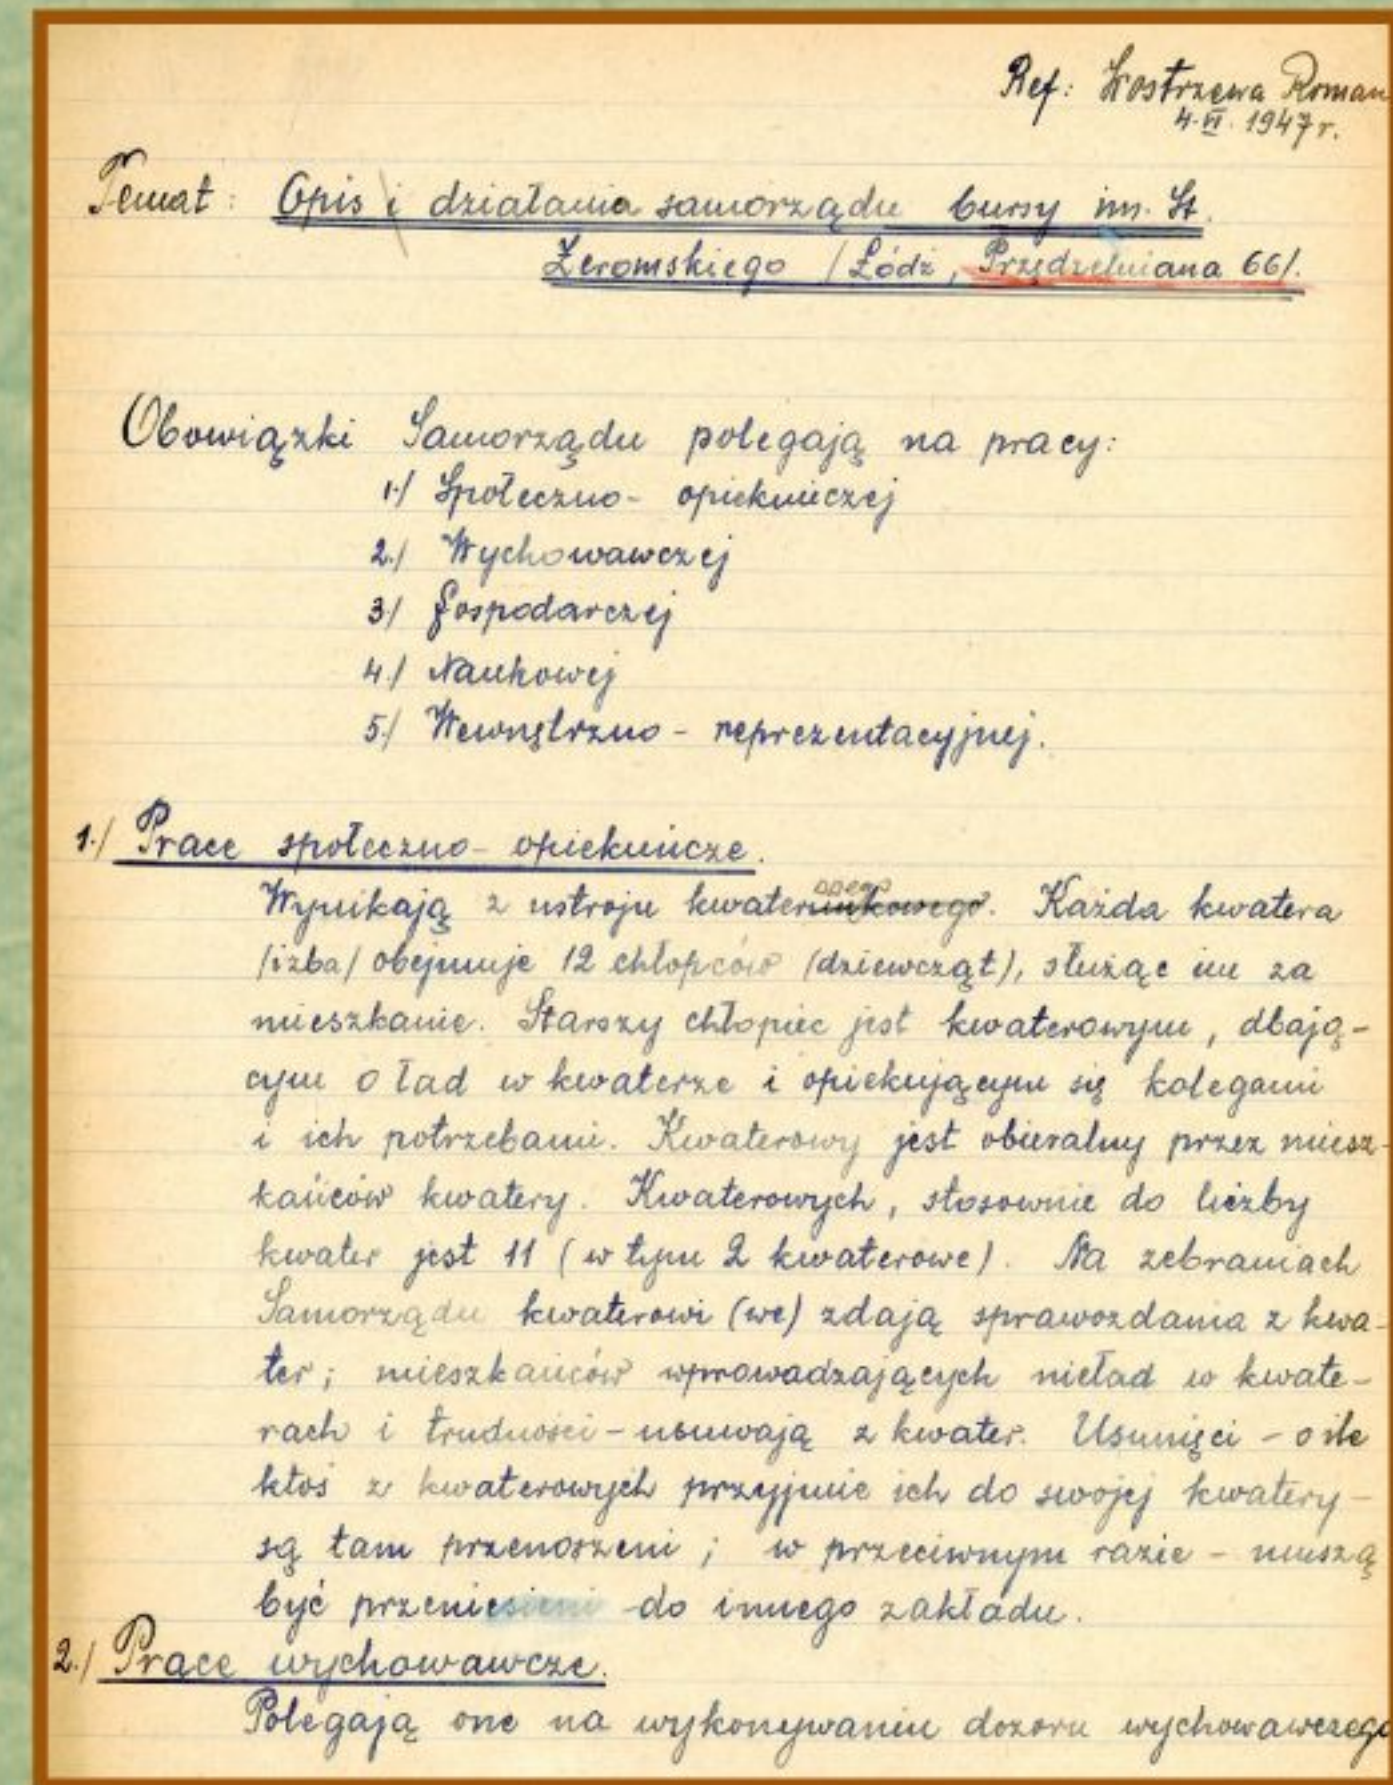 Ref: Kostrzewa Roman
4.VI. 1947 r.
Temat: Opis i działania samorządu bursy im. St.
Żeromskiego /Łódź, Przędzelniana 66/.
Obowiązki Samorządu polegają na pracy:
1./ Społeczno-opiekuńczej
2./ Wychowawczej
3./ Gospodarczej
4./ Naukowej
5./ Wewnętrzno-reprezentacyjnej.
1./ Prace społeczno-opiekuńcze.
Wynikają z ustroju kwaterunkowego. Każda kwatera
/izba/ obejmuje 12 chłopców (dziewcząt), służąc im za
mieszkanie. Starszy chłopiec jest kwaterowym, dbają-
cym o ład w kwaterze i opiekującym się kolegami
i ich potrzebami. Kwaterowy jest obieralny przez miesz-
kańców kwatery. Kwaterowych, stosownie do liczby
kwater jest 11 (w tym 2 kwaterowe). Na zebraniach
Samorządu kwaterowi (we) zdają sprawozdania z kwa-
ter; mieszkańców wprowadzających nieład w kwate-
rach i trudności - usuwają z kwater. Usunięci - o ile
ktoś z kwaterowych przyjmie ich do swojej kwatery -
są tam przenoszeni; w przeciwnym razie - muszą
być przeniesieni do innego zakładu.
2./ Prace wychowawcze.
Polegają one na wykonywaniu dozoru wychowawczego